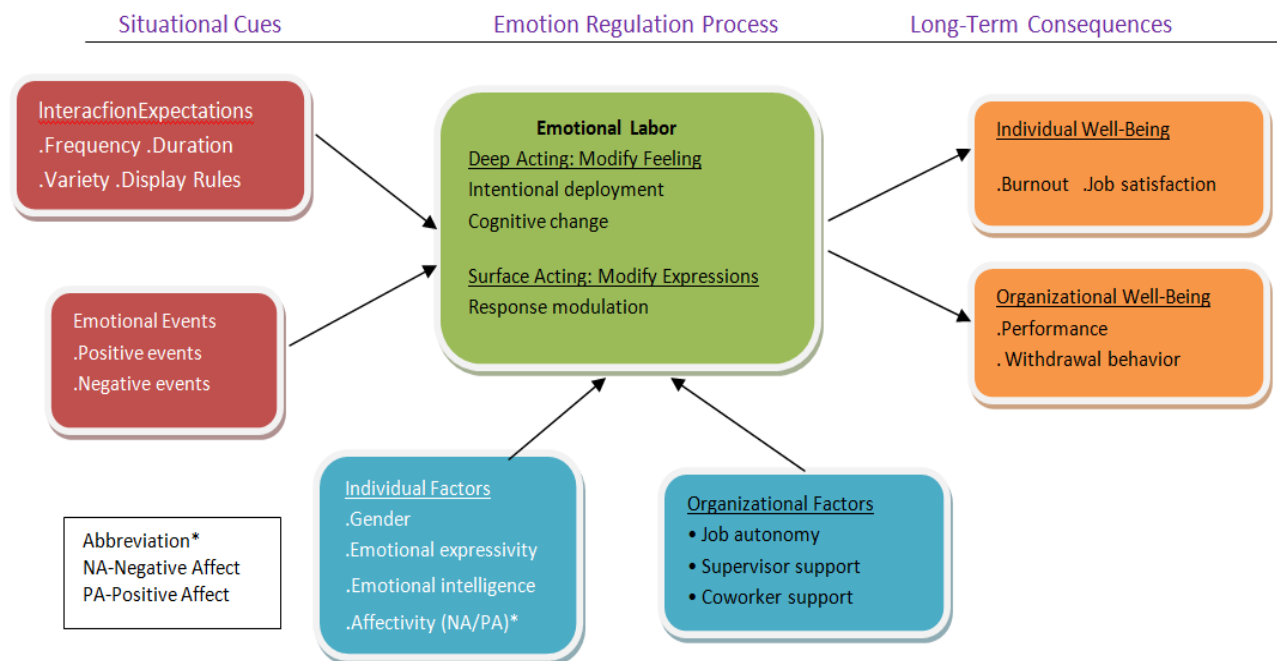 Situational Cues
Emotion Regulation Process
Long-Term Consequences
InteracfionExpectations
.Frequency .Duration
.Variety .Display Rules
Emotional Events
.Positive events
.Negative events
Emotional Labor
Deep Acting: Modify Feeling
Intentional deployment
Cognitive change
Surface Acting: Modify Expressions
Response modulation
Individual Well-Being
.Burnout .Job satisfaction
Organizational Well-Being
.Performance
. Withdrawal behavior
Individual Factors
.Gender
.Emotional expressivity
.Emotional intelligence
.Affectivity (NA/PA)*
Organizational Factors
• Job autonomy
• Supervisor support
• Coworker support
Abbreviation*
NA-Negative Affect
PA-Positive Affect